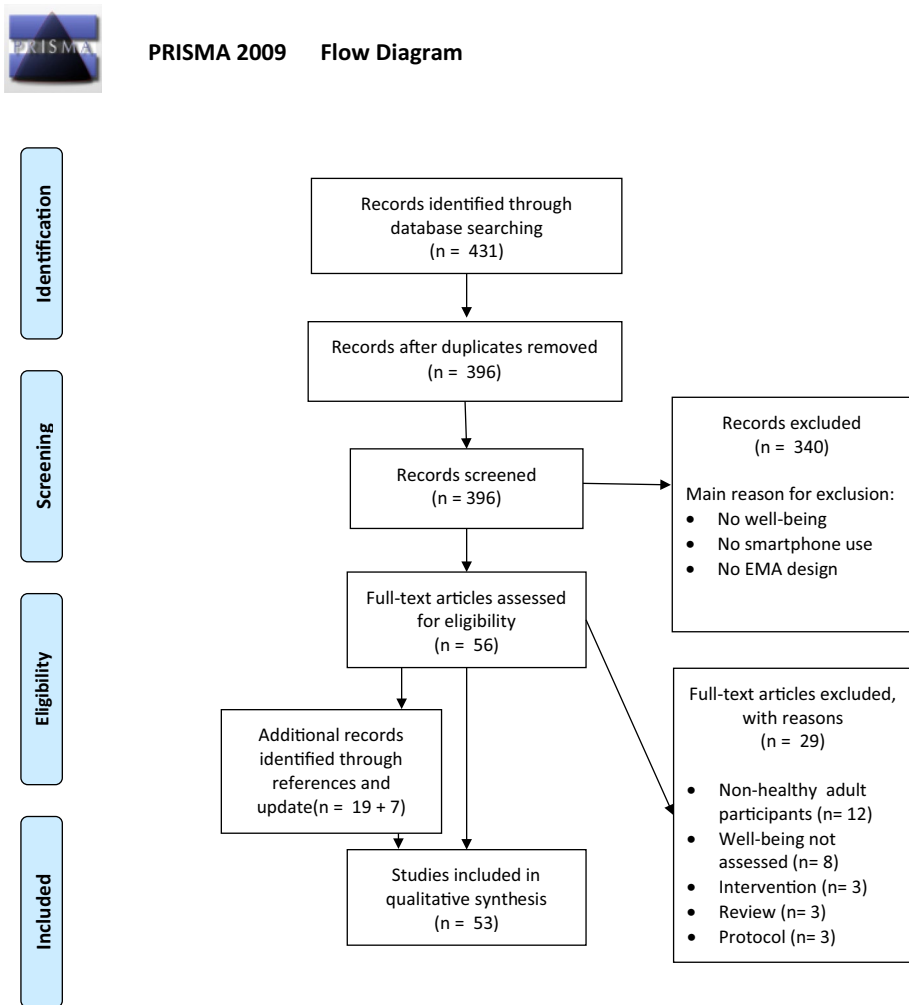 PRISMA
PRISMA 2009 Flow Diagram
Identification
Records identified through
database searching
(n = 431)
Records after duplicates removed
(n = 396)
Screening
Records screened
(n = 396)
Records excluded
(n = 340)
Main reason for exclusion:
• No well-being
• No smartphone use
• No EMA design
Eligibility
Full-text articles assessed
for eligibility
(n = 56)
Full-text articles excluded,
with reasons
(n = 29)
• Non-healthy adult
participants (n= 12)
• Well-being not
assessed (n= 8)
• Intervention (n= 3)
• Review (n= 3)
• Protocol (n= 3)
Additional records
identified through
references and
update(n = 19 + 7)
Included
Studies included in
qualitative synthesis
(n = 53)